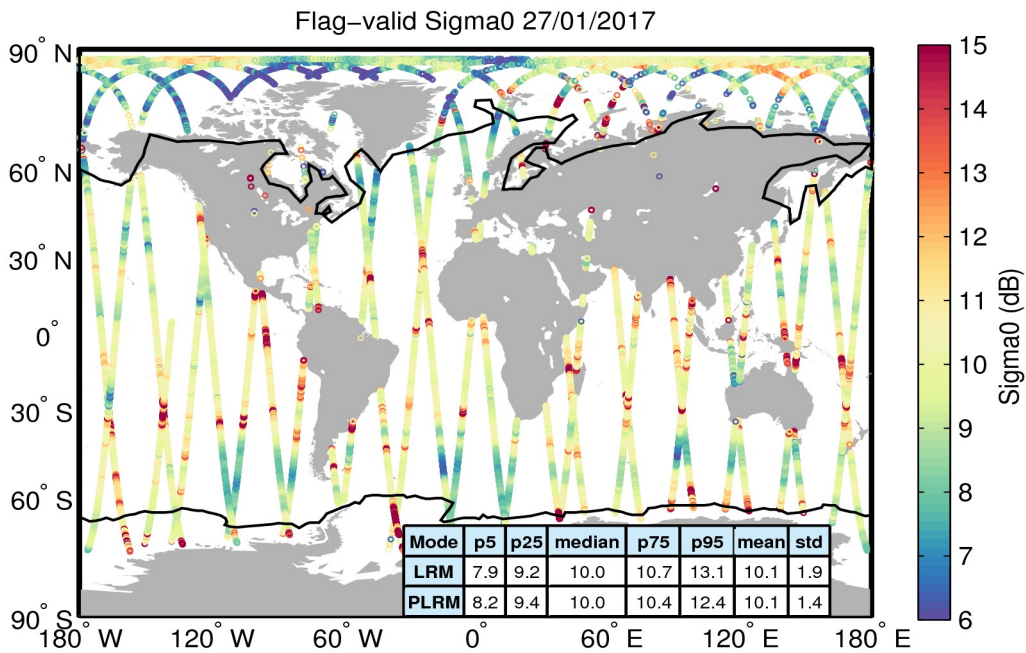 Flag−valid Sigma0 27/01/2017
90° N
60° N
30° N
0°
30° S
60° S
90° S
180° W
120° W
60° W
0°
60° E
120° E
180° E
15
14
13
12
11
10
9
8
7
6
Sigma0 (dB)
Mode p5 p25 median p75 p95 mean std
LRM 7.9 9.2 10.0 10.7 13.1 10.1 1.9
PLRM 8.2 9.4 10.0 10.4 12.4 10.1 1.4